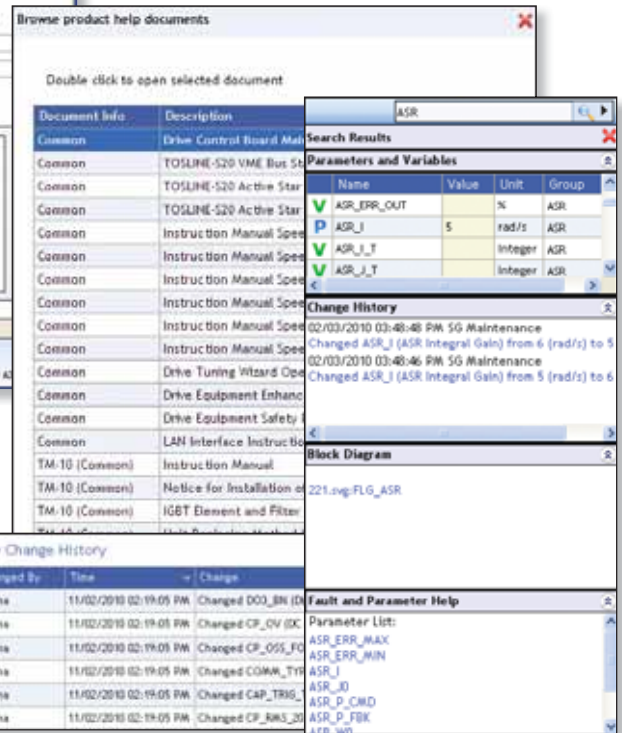 Browse product help documents
Double click to open selected document
Document Info Description
Common Drive Control Board
Common TOSLINE-S20 VME Bus
Common TOSLINE-S20 Active Star
Common TOSLINE-S20 Active Star
Common Instruction Manual
Common Instruction Manual
Common Instruction Manual
Common Instruction Manual
Common Instruction Manual
Common Drive Tuning Wizard
Common Drive Equipment
Common Drive Equipment Safety
Common LAN Interface
TM-10 (Common) Instruction Manual
TM-10 (Common) Notice for Installation
TM-10 (Common) IGBT Element and Filter
ASR
Search Results
Parameters and Variables
Name Value Unit Group
V ASR_ERR_OUT % ASR
P ASR_I 5 rad/s ASR
V ASR_I_T Integer ASR
V ASR_J_T Integer ASR
Change History
02/03/2010 03:48:48 PM SG Maintenance
Changed ASR_I (ASR Integral Gain) from 6 (rad/s) to 5
02/03/2010 03:48:46 PM SG Maintenance
Changed ASR_I (ASR Integral Gain) from 5 (rad/s) to 6
Block Diagram
221.svg:FLG_ASR
Fault and Parameter Help
Parameter List:
ASR_ERR_MAX
ASR_ERR_MIN
ASR_I
ASR_J0
ASR_P_CMD
ASR_P_FBK
Change History
Time Change
11/02/2010 02:19:05 PM Changed
11/02/2010 02:19:05 PM Changed CP_OV
11/02/2010 02:19:05 PM Changed
11/02/2010 02:19:05 PM Changed
11/02/2010 02:19:05 PM Changed
11/02/2010 02:19:05 PM Changed